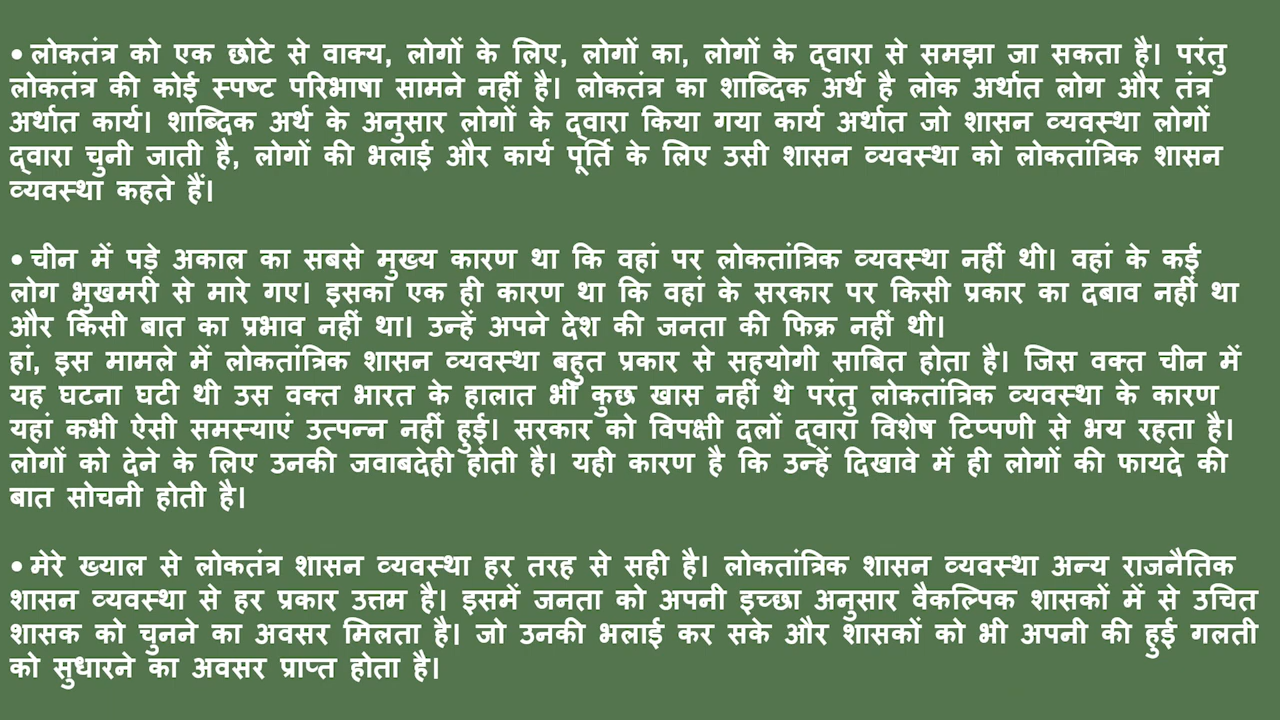 • लोकतंत्र को एक छोटे से वाक्य, लोगों के लिए, लोगों का, लोगों के द्वारा से समझा जा सकता है। परंतु
लोकतंत्र की कोई स्पष्ट परिभाषा सामने नहीं है। लोकतंत्र का शाब्दिक अर्थ है लोक अर्थात लोग और तंत्र
अर्थात कार्य। शाब्दिक अर्थ के अनुसार लोगों के द्वारा किया गया कार्य अर्थात जो शासन व्यवस्था लोगों
द्वारा चुनी जाती है, लोगों की भलाई और कार्य पूर्ति के लिए उसी शासन व्यवस्था को लोकतांत्रिक शासन
व्यवस्था कहते हैं।
• चीन में पड़े अकाल का सबसे मुख्य कारण था कि वहां पर लोकतांत्रिक व्यवस्था नहीं थी। वहां के कई
लोग भुखमरी से मारे गए। इसका एक ही कारण था कि वहां के सरकार पर किसी प्रकार का दबाव नहीं था
और किसी बात का प्रभाव नहीं था। उन्हें अपने देश की जनता की फिक्र नहीं थी।
हां, इस मामले में लोकतांत्रिक शासन व्यवस्था बहुत प्रकार से सहयोगी साबित होता है। जिस वक्त चीन में
यह घटना घटी थी उस वक्त भारत के हालात भी कुछ खास नहीं थे परंतु लोकतांत्रिक व्यवस्था के कारण
यहां कभी ऐसी समस्याएं उत्पन्न नहीं हुई। सरकार को विपक्षी दलों द्वारा विशेष टिप्पणी से भय रहता है।
लोगों को देने के लिए उनकी जवाबदेही होती है। यही कारण है कि उन्हें दिखावे में ही लोगों की फायदे की
बात सोचनी होती है।
• मेरे ख्याल से लोकतंत्र शासन व्यवस्था हर तरह से सही है। लोकतांत्रिक शासन व्यवस्था अन्य राजनैतिक
शासन व्यवस्था से हर प्रकार उत्तम है। इसमें जनता को अपनी इच्छा अनुसार वैकल्पिक शासकों में से उचित
शासक को चुनने का अवसर मिलता है। जो उनकी भलाई कर सके और शासकों को भी अपनी की हुई गलती
को सुधारने का अवसर प्राप्त होता है।